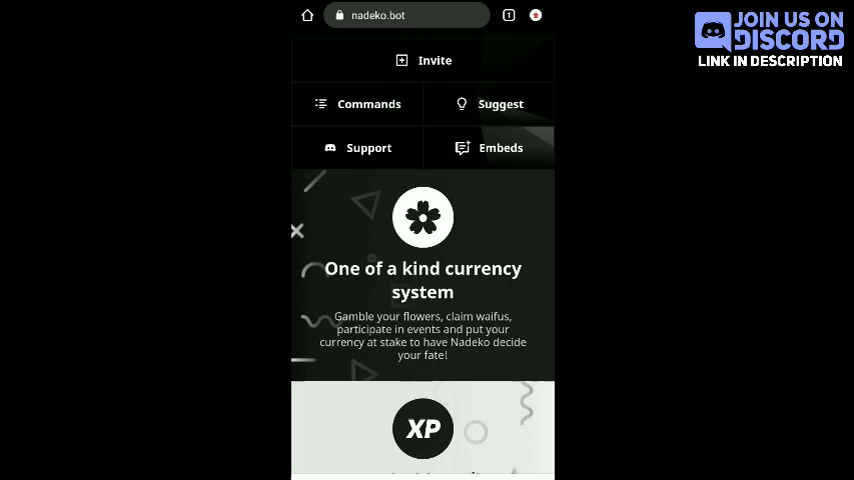 nadeko.bot
1
JOIN US ON
DISCORD
LINK IN DESCRIPTION
Invite
Commands
Suggest
Support
Embeds
One of a kind currency
system
Gamble your flowers, claim waifus,
participate in events and put your
currency at stake to have Nadeko decide
your fate!
XP